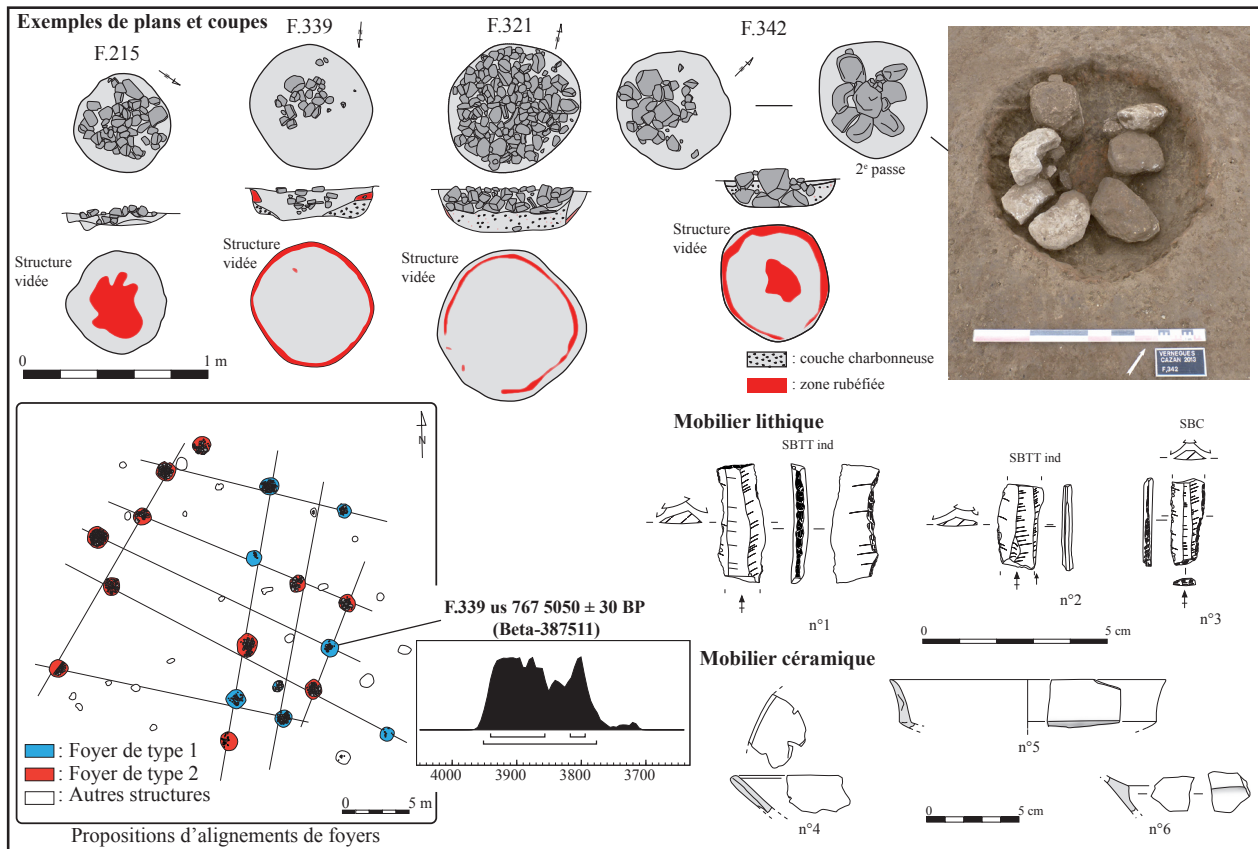 Exemples de plans et coupes
F.215
F.339
F.321
F.342
2e passe
Structure
vidée
Structure
vidée
Structure
vidée
Structure
vidée
0 1 m
: couche charbonneuse
: zone rubéfiée
VERNEGUES
CAZAN 2013
F.342
N
: Foyer de type 1
: Foyer de type 2
: Autres structures
0 5 m
Propositions d’alignements de foyers
F.339 us 767 5050 ± 30 BP
(Beta-387511)
4000 3900 3800 3700
Mobilier lithique
SBTT ind
SBTT ind
SBC
n°1
n°2
n°3
0 5 cm
Mobilier céramique
n°5
n°4
0 5 cm
n°6